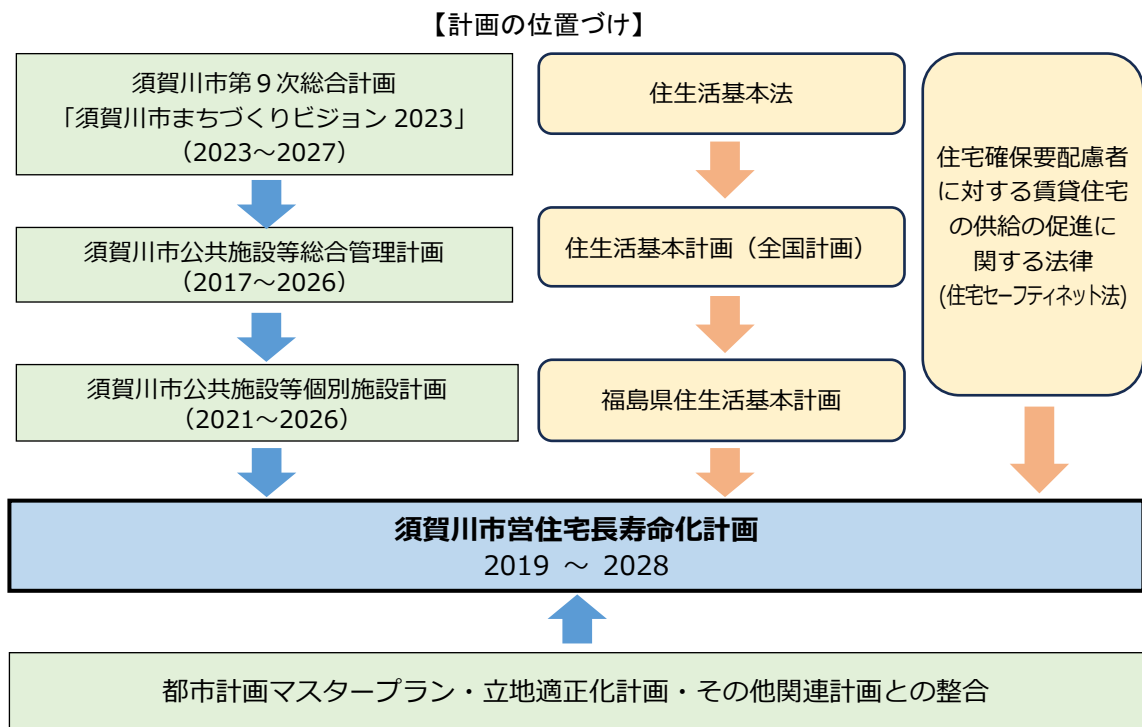 【計画の位置づけ】
須賀川市第９次総合計画
「須賀川市まちづくりビジョン 2023」
（2023～2027）
須賀川市公共施設等総合管理計画
（2017～2026）
須賀川市公共施設等個別施設計画
（2021～2026）
住生活基本法
住生活基本計画（全国計画）
福島県住生活基本計画
住宅確保要配慮者
に対する賃貸住宅
の供給の促進に
関する法律
(住宅セーフティネット法)
須賀川市営住宅長寿命化計画
2019 ～ 2028
都市計画マスタープラン・立地適正化計画・その他関連計画との整合